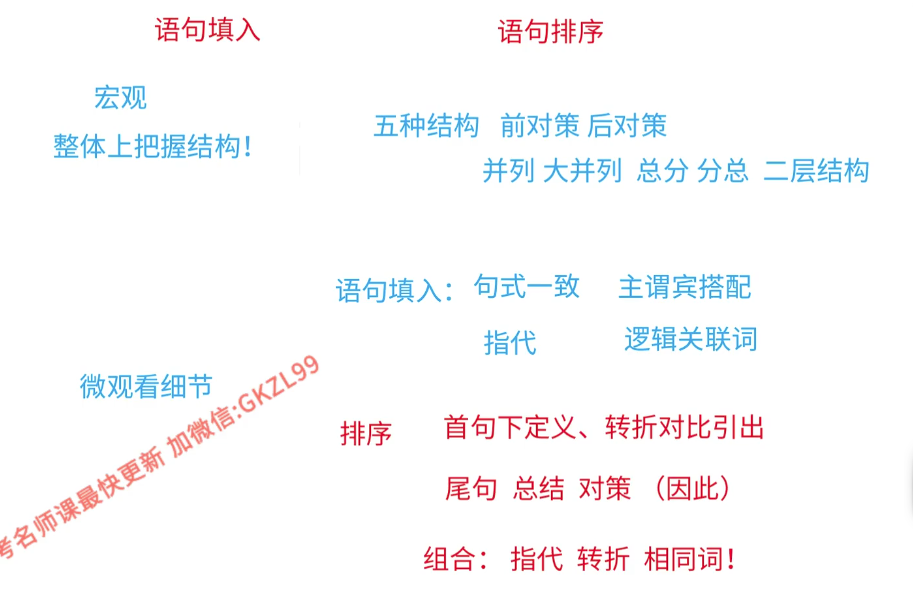 语句填入 语句排序
宏观
整体上把握结构！
五种结构 前对策 后对策
并列 大并列 总分 分总 二层结构
语句填入： 句式一致 主谓宾搭配
指代 逻辑关联词
微观看细节
排序 首句下定义、转折对比引出
尾句 总结 对策 （因此）
组合： 指代 转折 相同词！
考名师课最快更新 加微信:GKZL99